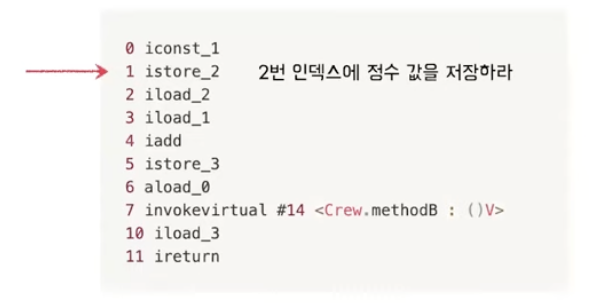 0 iconst_1
1 istore_2 2번 인덱스에 정수 값을 저장하라
2 iload_2
3 iload_1
4 iadd
5 istore_3
6 aload_0
7 invokevirtual #14 <Crew.methodB : ()V>
10 iload_3
11 ireturn